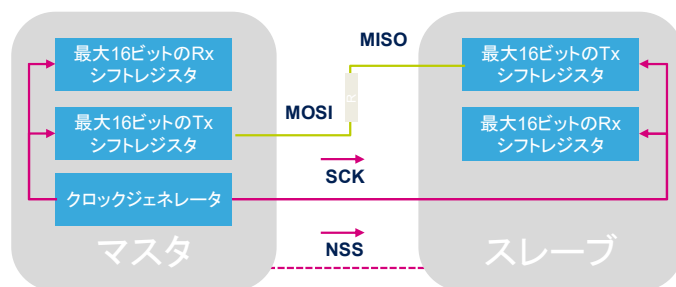 最大16ビットのRx
シフトレジスタ
最大16ビットのTx
シフトレジスタ
クロックジェネレータ
マスタ
MISO
R
MOSI
SCK
NSS
最大16ビットのTx
シフトレジスタ
最大16ビットのRx
シフトレジスタ
スレーブ